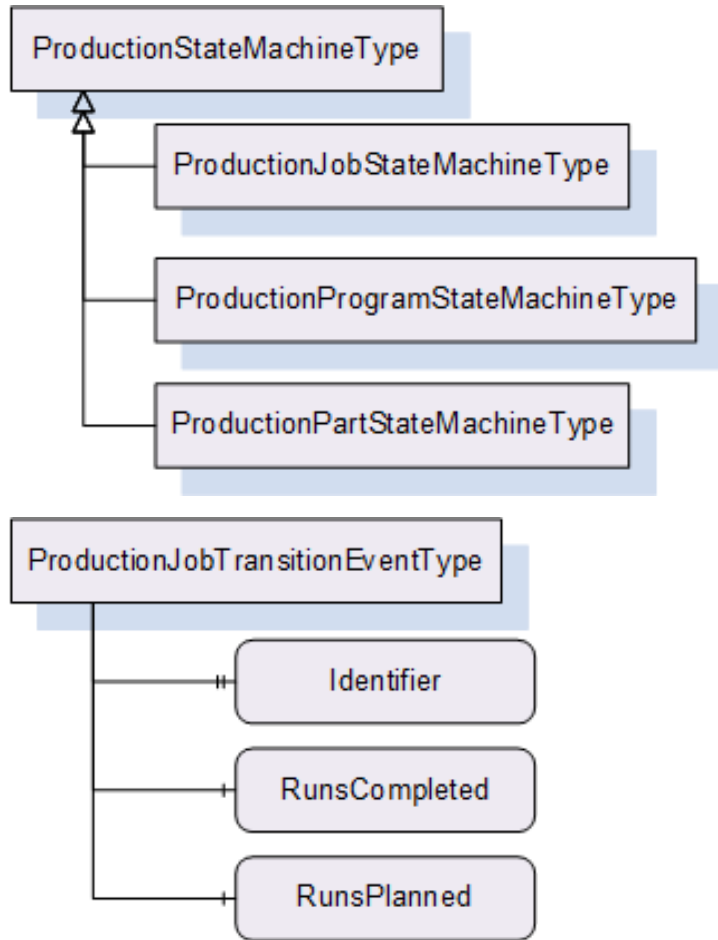 ProductionStateMachineType
ProductionJobStateMachineType
ProductionProgramStateMachineType
ProductionPartStateMachineType
ProductionJobTransitionEventType
Identifier
RunsCompleted
RunsPlanned